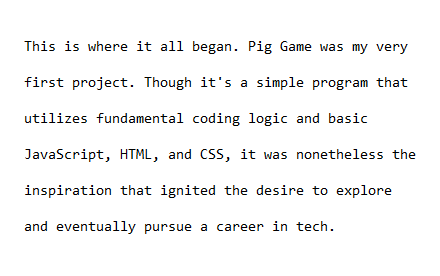 This is where it all began. Pig Game was my very
first project. Though it's a simple program that
utilizes fundamental coding logic and basic
JavaScript, HTML, and CSS, it was nonetheless the
inspiration that ignited the desire to explore
and eventually pursue a career in tech.